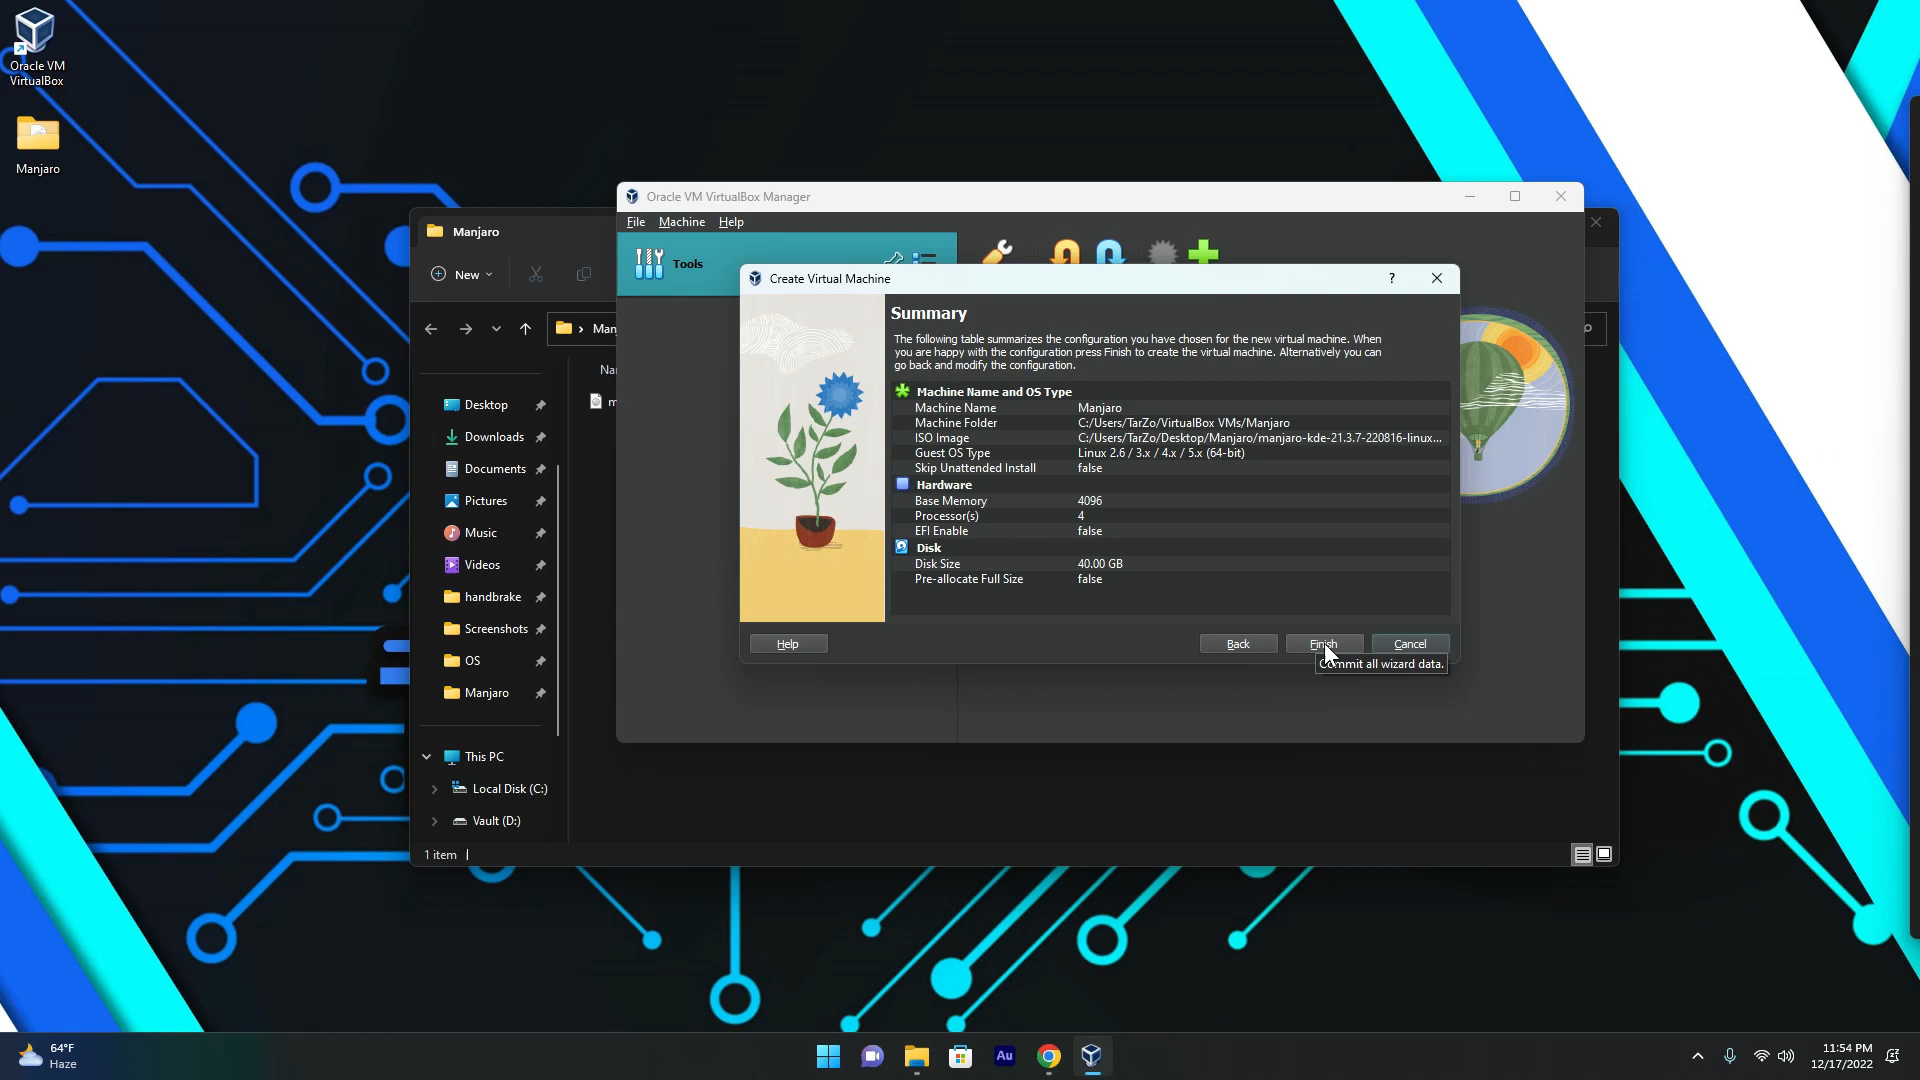 Oracle VM
VirtualBox
Manjaro
Oracle VM VirtualBox Manager
File Machine Help
Tools
Manjaro
New
Create Virtual Machine
?
Summary
The following table summarizes the configuration you have chosen for the new virtual machine. When
you are happy with the configuration press Finish to create the virtual machine. Alternatively you can
go back and modify the configuration.
Machine Name and OS Type
Machine Name Manjaro
Machine Folder C:/Users/TarZo/VirtualBox VMs/Manjaro
ISO Image C:/Users/TarZo/Desktop/Manjaro/manjaro-kde-21.3.7-220816-linux...
Guest OS Type Linux 2.6 / 3.x / 4.x / 5.x (64-bit)
Skip Unattended Install false
Hardware
Base Memory 4096
Processor(s) 4
EFI Enable false
Disk
Disk Size 40.00 GB
Pre-allocate Full Size false
Help Back Finish Cancel
Commit all wizard data.
Desktop
Downloads
Documents
Pictures
Music
Videos
handbrake
Screenshots
OS
Manjaro
This PC
Local Disk (C:)
Vault (D:)
1 item
64°F
Haze
Au
11:54 PM
12/17/2022